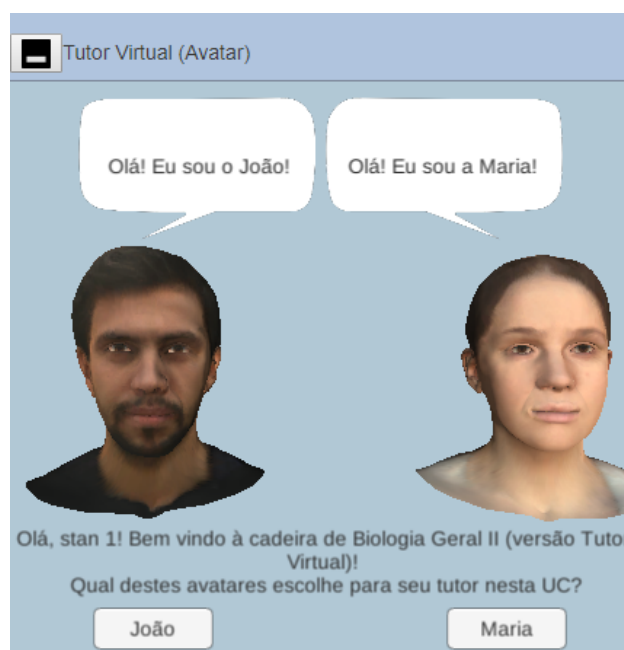 Tutor Virtual (Avatar)
Olá! Eu sou o João!
Olá! Eu sou a Maria!
Olá, stan 1! Bem vindo à cadeira de Biologia Geral II (versão Tuto
Virtual)!
Qual destes avatares escolhe para seu tutor nesta UC?
João
Maria